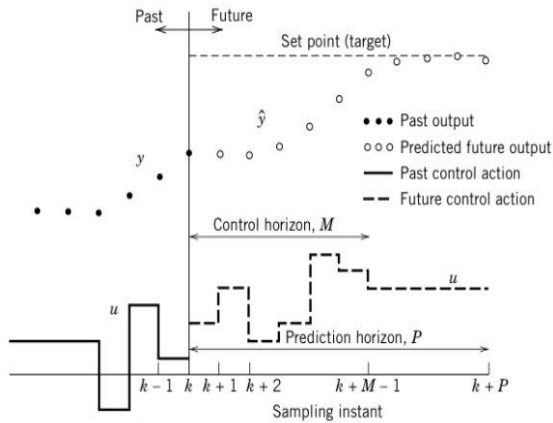 Past Future
Set point (target)
ŷ
y
••• Past output
○○○ Predicted future output
Past control action
Future control action
Control horizon, M
u
u
Prediction horizon, P
k – 1 k k + 1 k + 2 k + M – 1 k + P
Sampling instant